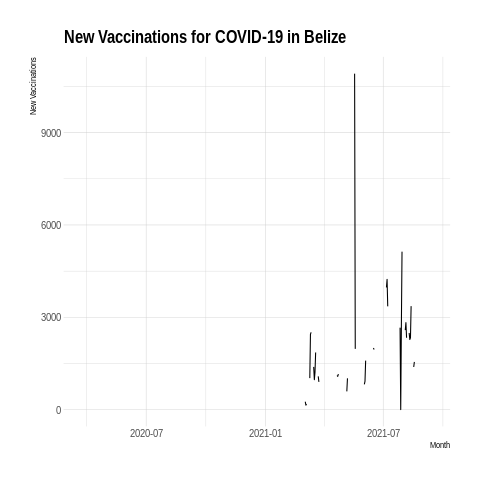 New Vaccinations for COVID-19 in Belize
New Vaccinations
9000
6000
3000
0
2020-07
2021-01
2021-07
Month